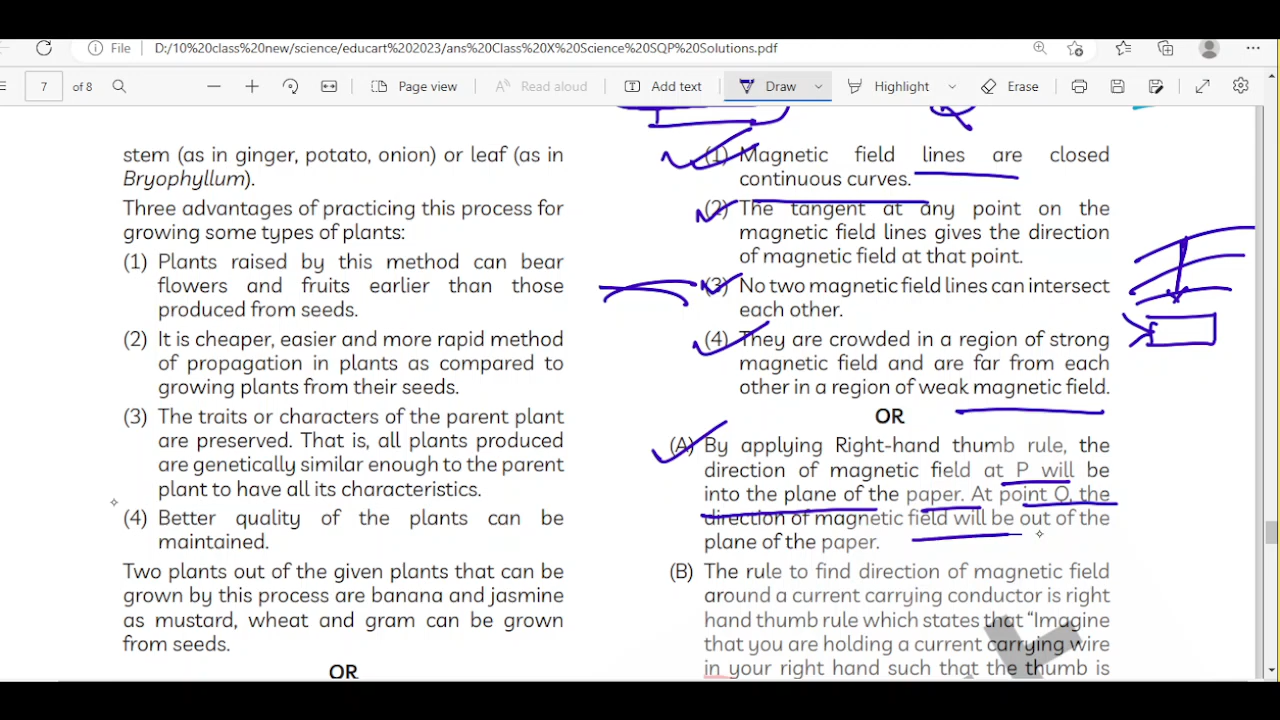 File
D:/10%20class%20new/science/educart%202023/ans%20Class%20X%20Science%20SQP%20Solutions.pdf
7 of 8
Page view
Read aloud
Add text
Draw
Highlight
Erase
stem (as in ginger, potato, onion) or leaf (as in
Bryophyllum).
Three advantages of practicing this process for
growing some types of plants:
(1) Plants raised by this method can bear
flowers and fruits earlier than those
produced from seeds.
(2) It is cheaper, easier and more rapid method
of propagation in plants as compared to
growing plants from their seeds.
(3) The traits or characters of the parent plant
are preserved. That is, all plants produced
are genetically similar enough to the parent
plant to have all its characteristics.
(4) Better quality of the plants can be
maintained.
Two plants out of the given plants that can be
grown by this process are banana and jasmine
as mustard, wheat and gram can be grown
from seeds.
OR
(1) Magnetic field lines are closed
continuous curves.
(2) The tangent at any point on the
magnetic field lines gives the direction
of magnetic field at that point.
(3) No two magnetic field lines can intersect
each other.
(4) They are crowded in a region of strong
magnetic field and are far from each
other in a region of weak magnetic field.
OR
(A) By applying Right-hand thumb rule, the
direction of magnetic field at P will be
into the plane of the paper. At point Q, the
direction of magnetic field will be out of the
plane of the paper.
(B) The rule to find direction of magnetic field
around a current carrying conductor is right
hand thumb rule which states that “Imagine
that you are holding a current carrying wire
in your right hand such that the thumb is